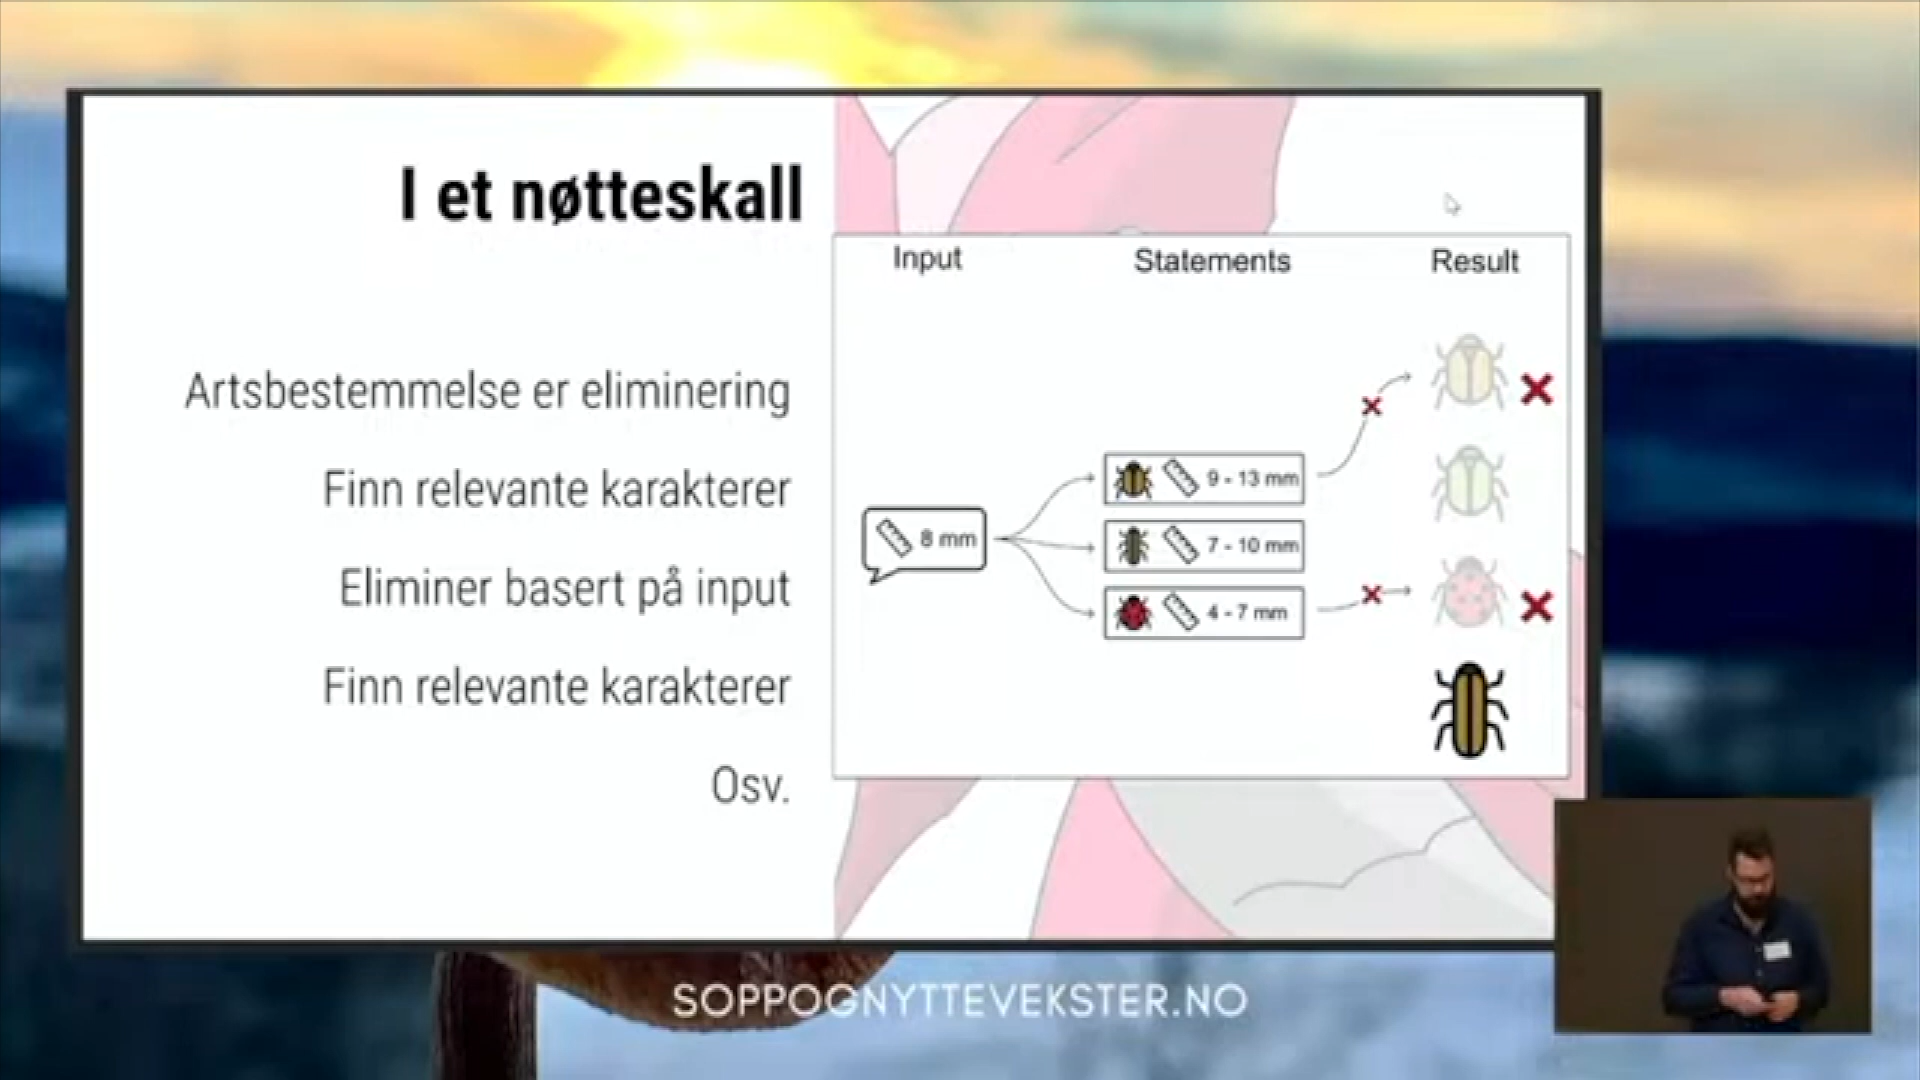 I et nøtteskall
Artsbestemmelse er eliminering
Finn relevante karakterer
Eliminer basert på input
Finn relevante karakterer
Osv.
Input
Statements
Result
8 mm
9 - 13 mm
7 - 10 mm
4 - 7 mm
SOPPOGNYTTEVEKSTER.NO